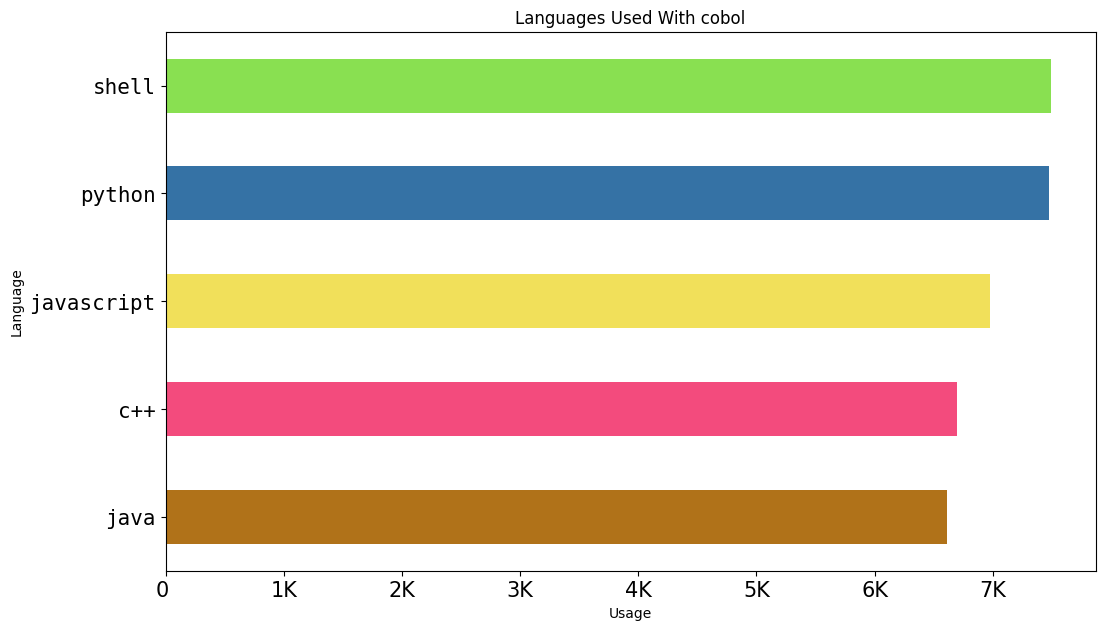 Languages Used With cobol
shell
python
javascript
c++
java
Language
0 1K 2K 3K 4K 5K 6K 7K
Usage